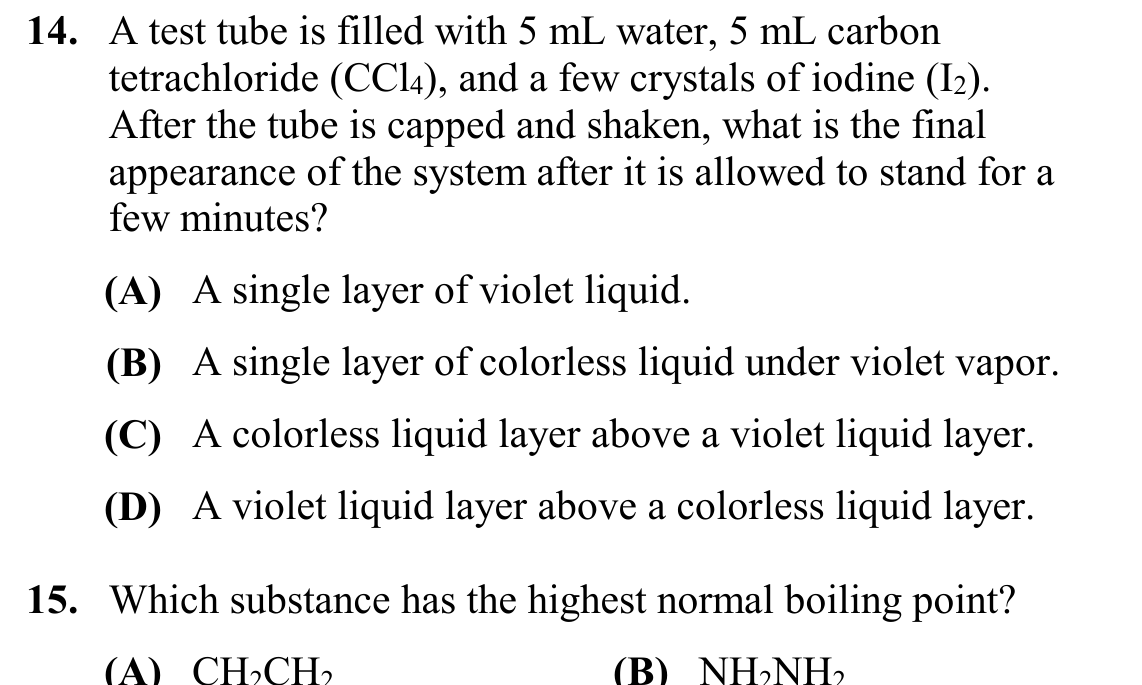 14. A test tube is filled with 5 mL water, 5 mL carbon
tetrachloride (CCl4), and a few crystals of iodine (I2).
After the tube is capped and shaken, what is the final
appearance of the system after it is allowed to stand for a
few minutes?
(A) A single layer of violet liquid.
(B) A single layer of colorless liquid under violet vapor.
(C) A colorless liquid layer above a violet liquid layer.
(D) A violet liquid layer above a colorless liquid layer.
15. Which substance has the highest normal boiling point?
(A) CH2CH2 (B) NH2NH2